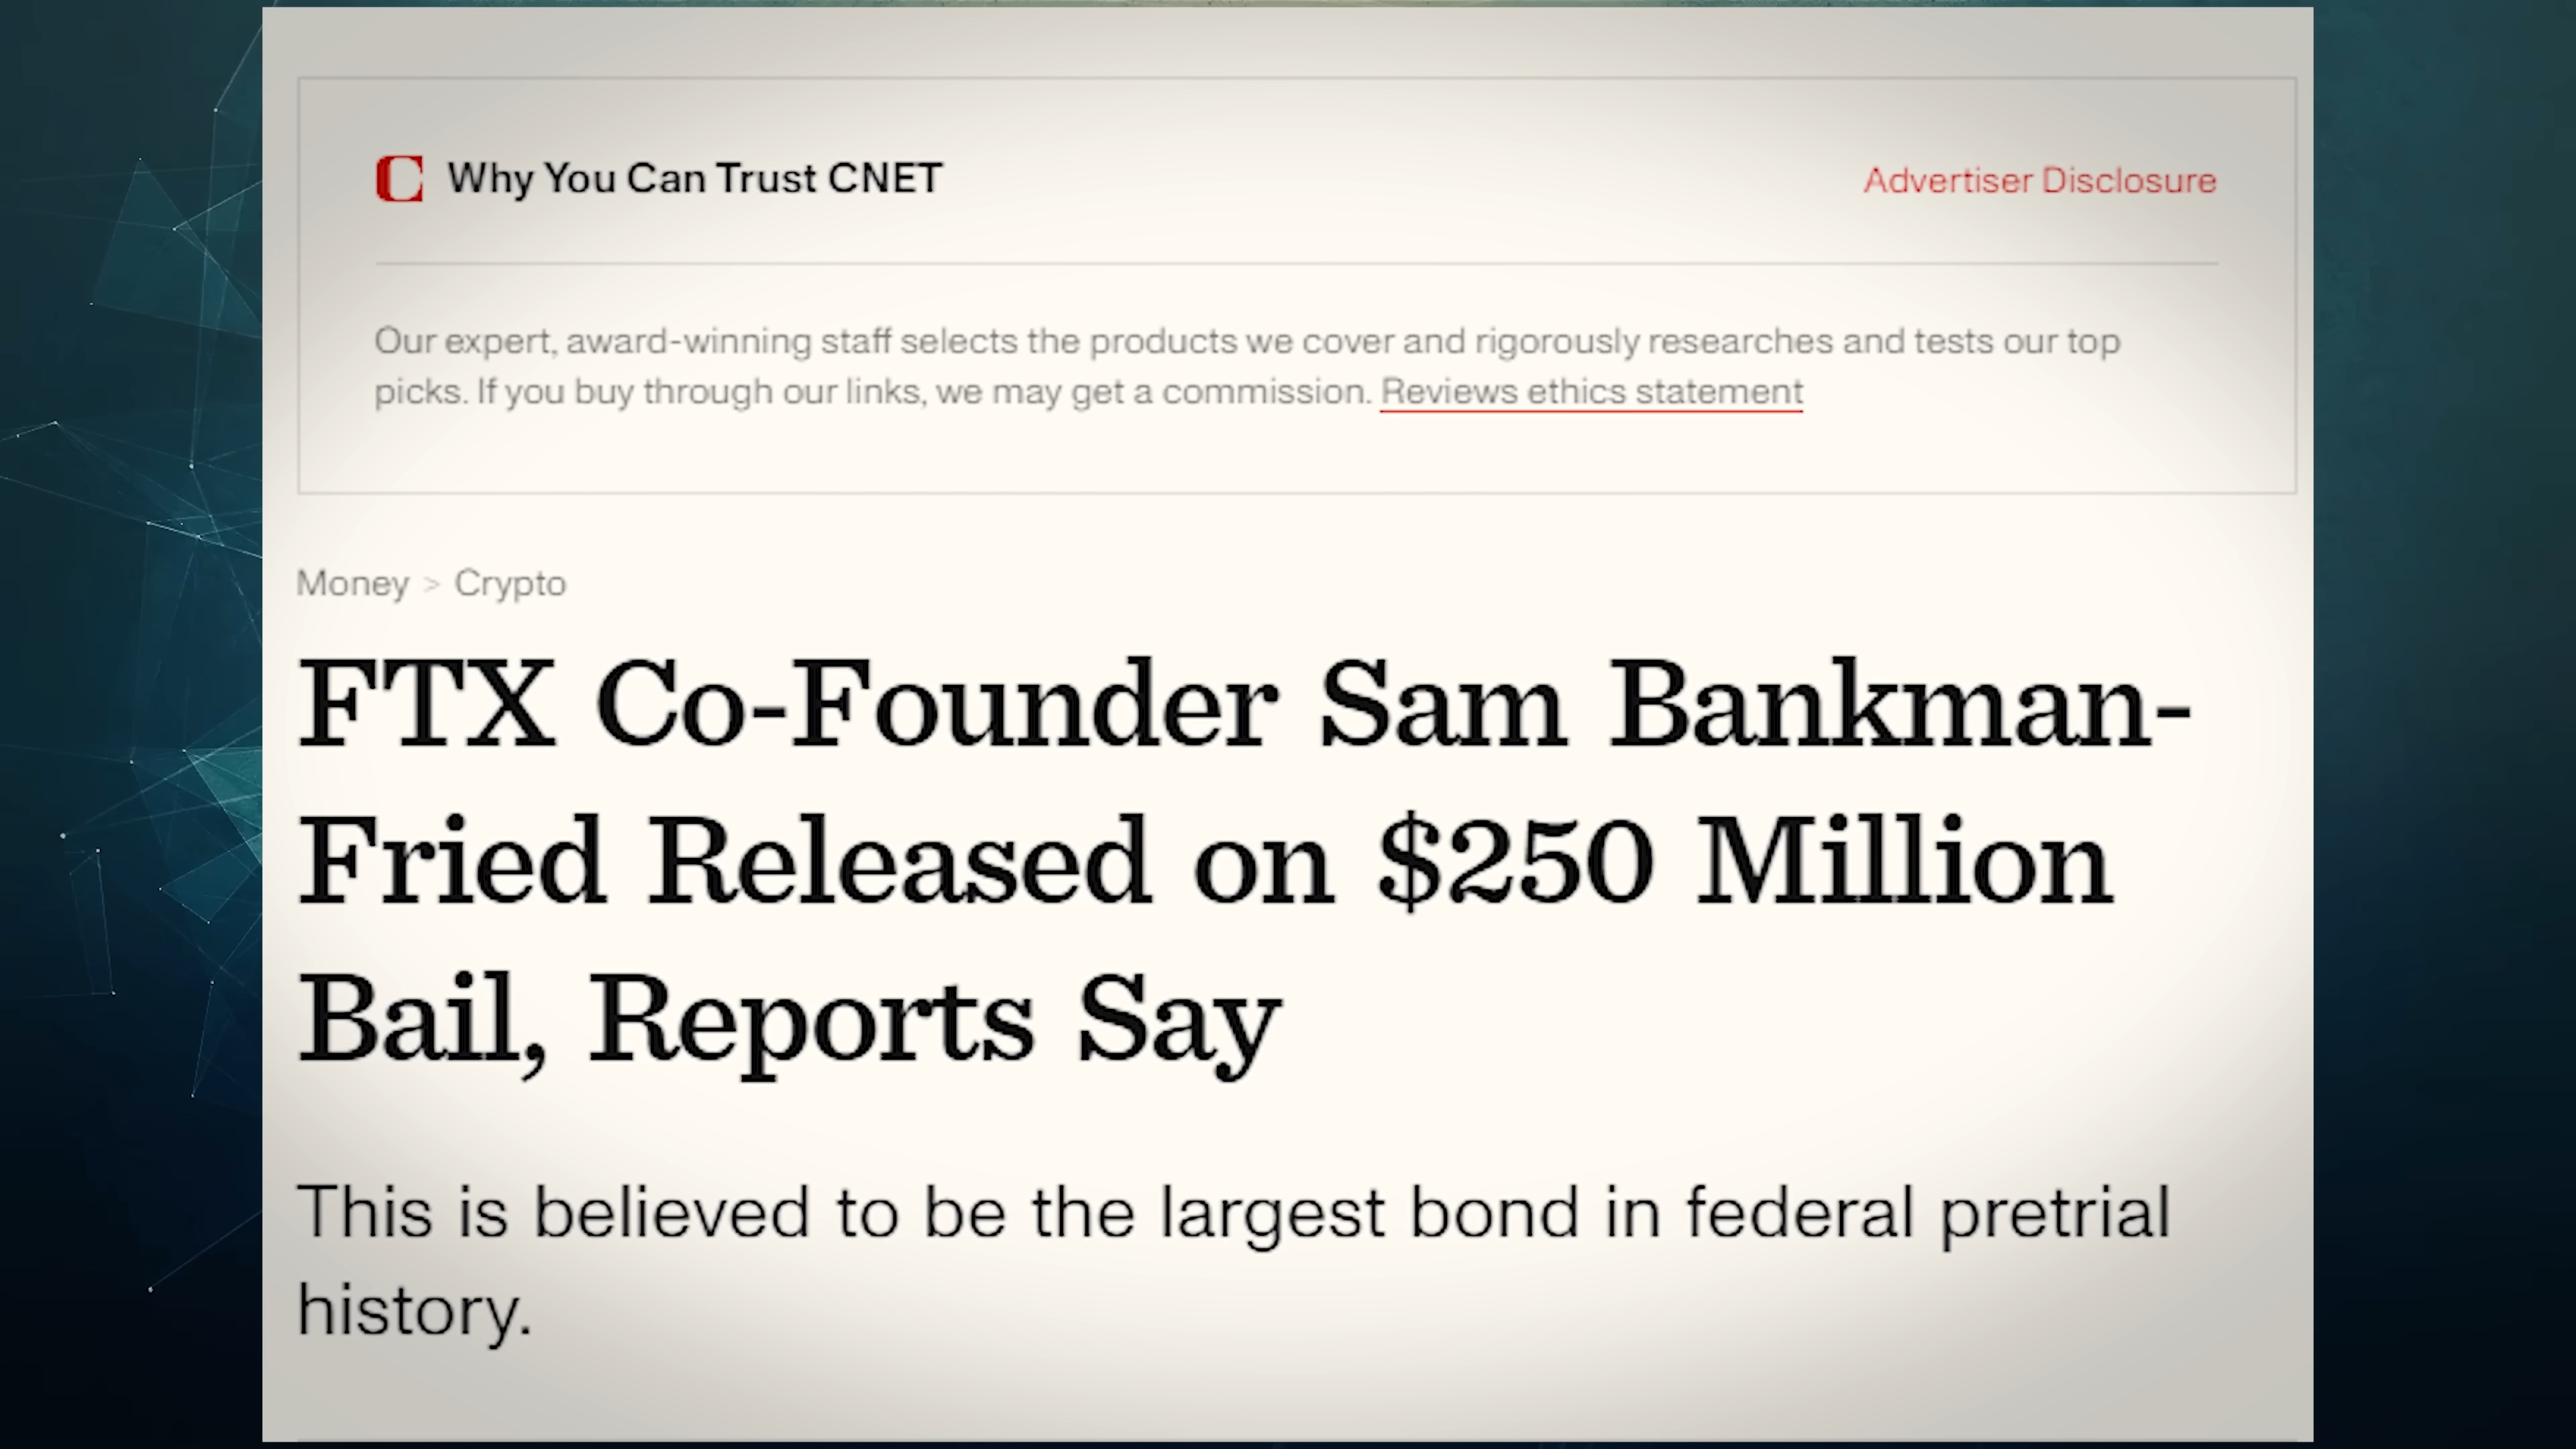 Why You Can Trust CNET
Advertiser Disclosure
Our expert, award-winning staff selects the products we cover and rigorously researches and tests our top
picks. If you buy through our links, we may get a commission. Reviews ethics statement
Money > Crypto
FTX Co-Founder Sam Bankman-
Fried Released on $250 Million
Bail, Reports Say
This is believed to be the largest bond in federal pretrial
history.